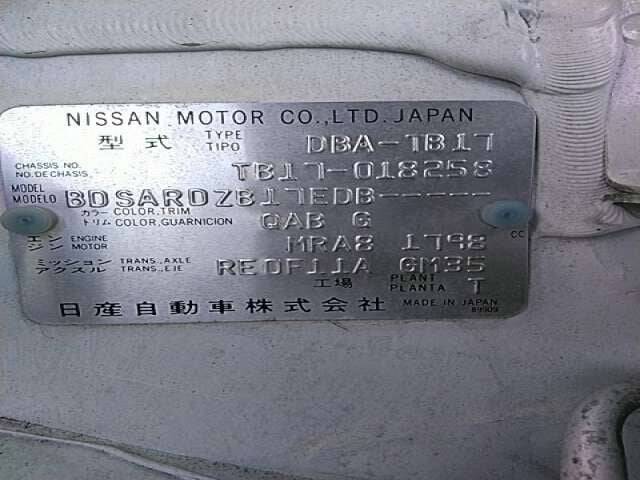 NISSAN MOTOR CO.,LTD. JAPAN
型式 TYPE TIPO DBA-TB17
CHASSIS NO. NO. DE CHASIS TB17-018258
MODEL MODELO BDSARDZB17EDB-----
カラー トリム COLOR,TRIM COLOR,GUARNICION QAB G
エンジン ENGINE MOTOR MRA8 1798 CC
ミッション アクスル TRANS.,AXLE TRANS.,EJE RE0F11A GM35
工場 PLANT PLANTA T
日産自動車株式会社 MADE IN JAPAN
89909